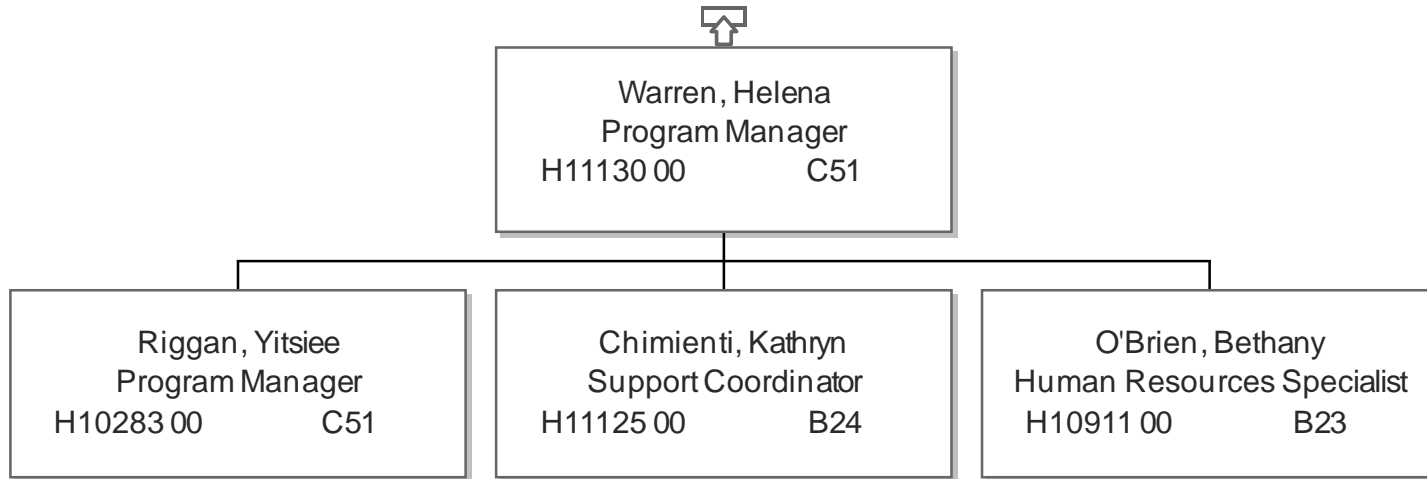 Warren, Helena
Program Manager
H11130 00 C51
Riggan, Yitsiee
Program Manager
H10283 00 C51
Chimienti, Kathryn
Support Coordinator
H11125 00 B24
O'Brien, Bethany
Human Resources Specialist
H10911 00 B23